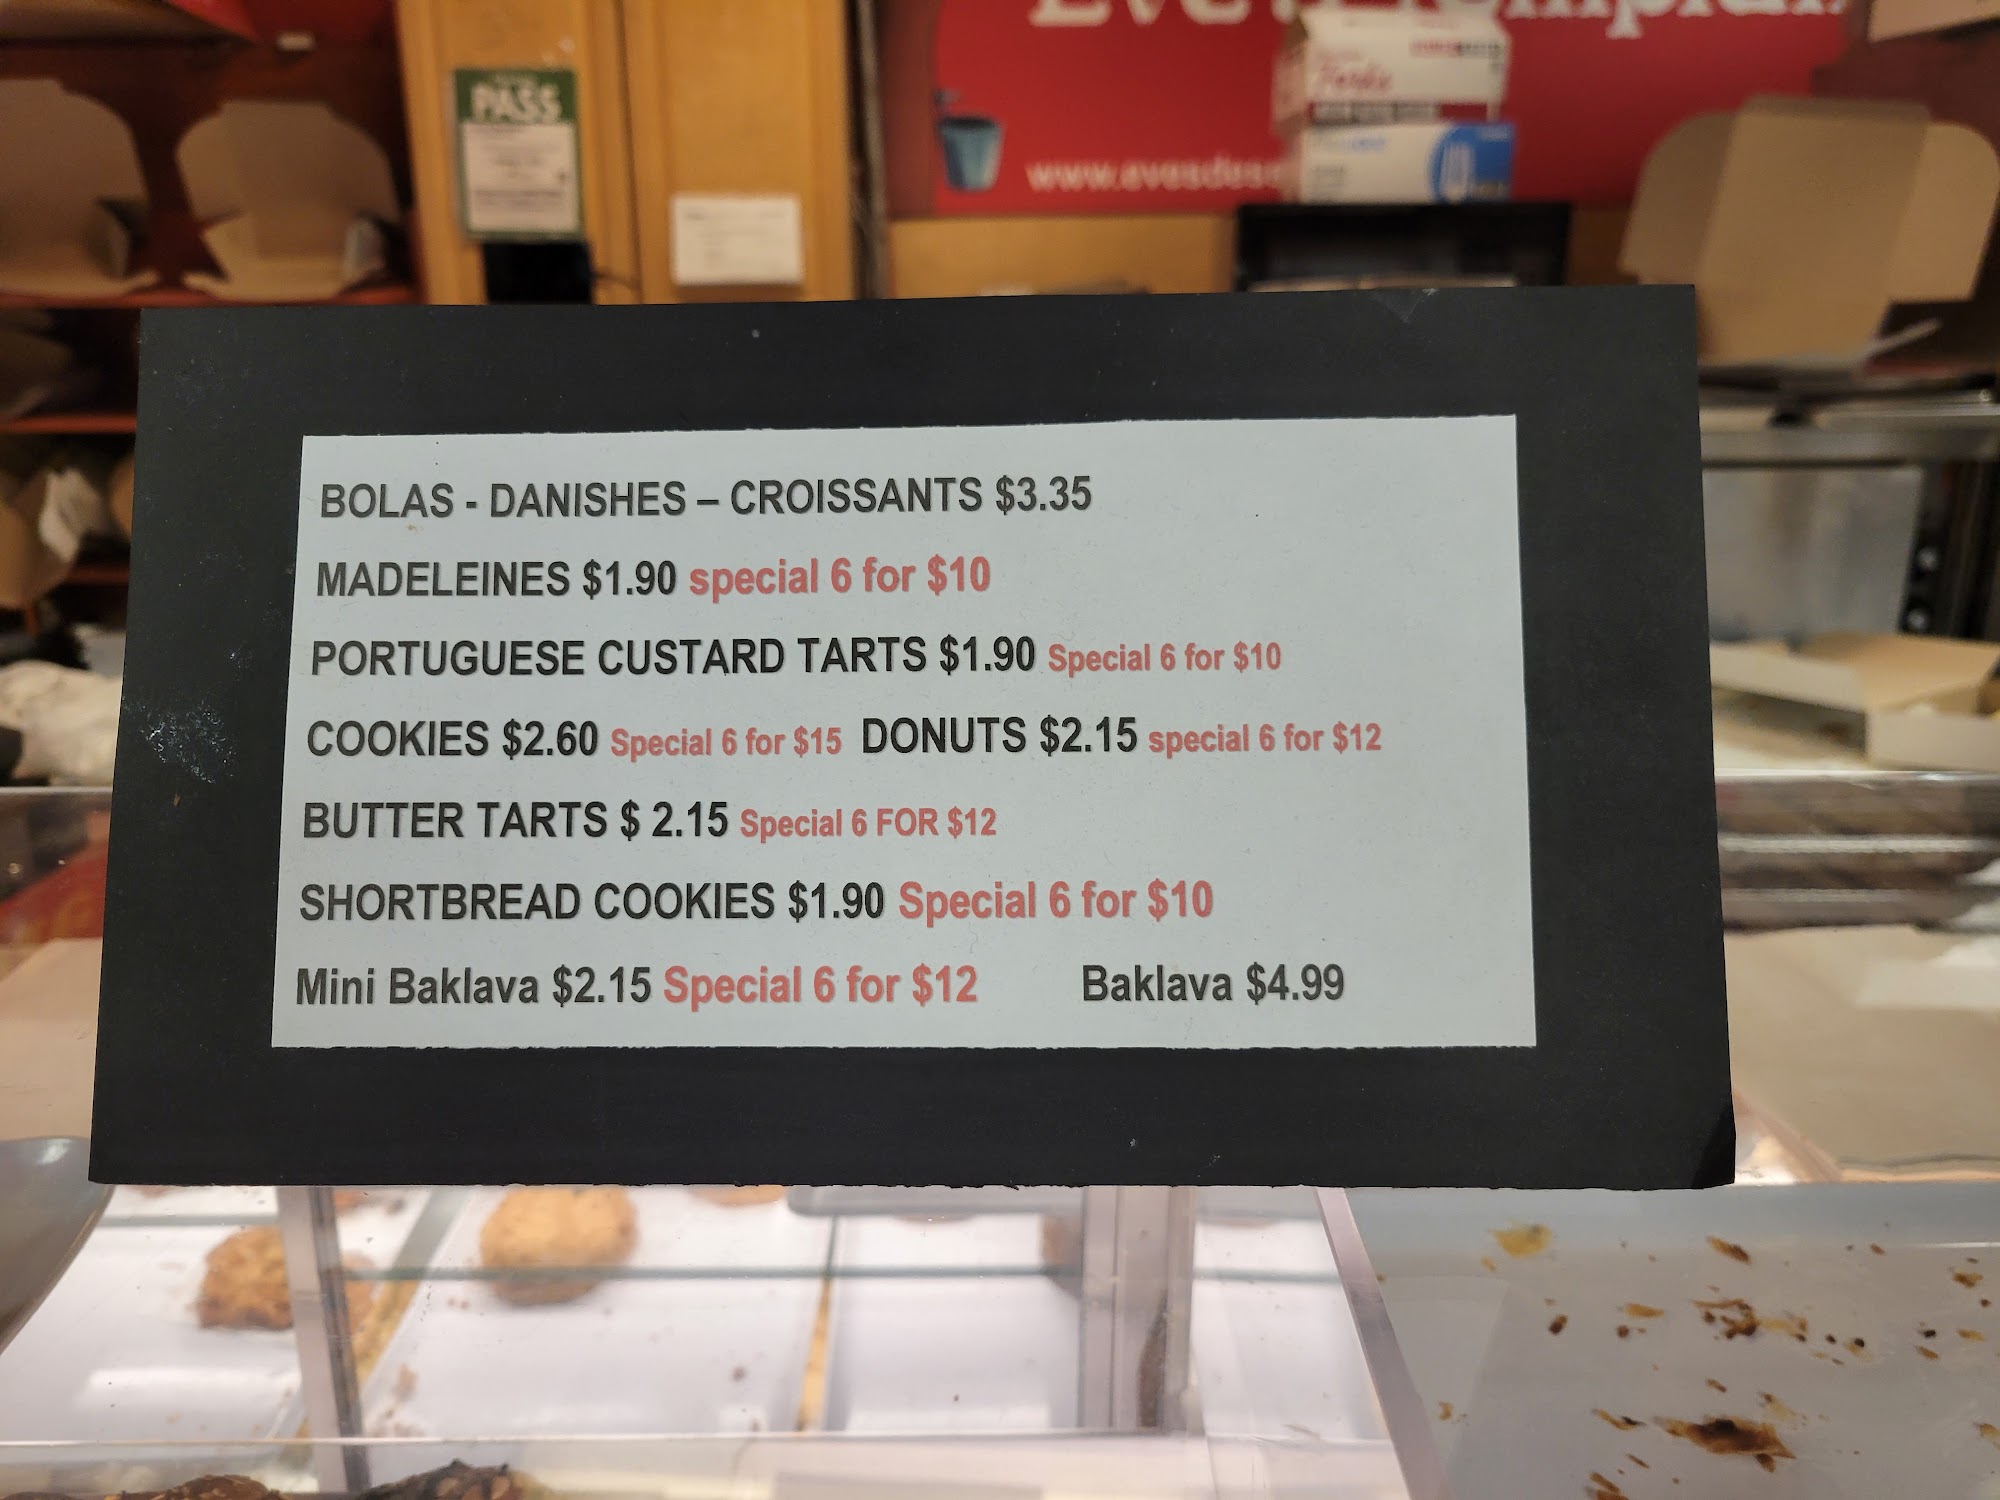 PASS
www.evesdes
BOLAS - DANISHES – CROISSANTS $3.35
MADELEINES $1.90 special 6 for $10
PORTUGUESE CUSTARD TARTS $1.90 Special 6 for $10
COOKIES $2.60 Special 6 for $15 DONUTS $2.15 special 6 for $12
BUTTER TARTS $ 2.15 Special 6 FOR $12
SHORTBREAD COOKIES $1.90 Special 6 for $10
Mini Baklava $2.15 Special 6 for $12 Baklava $4.99